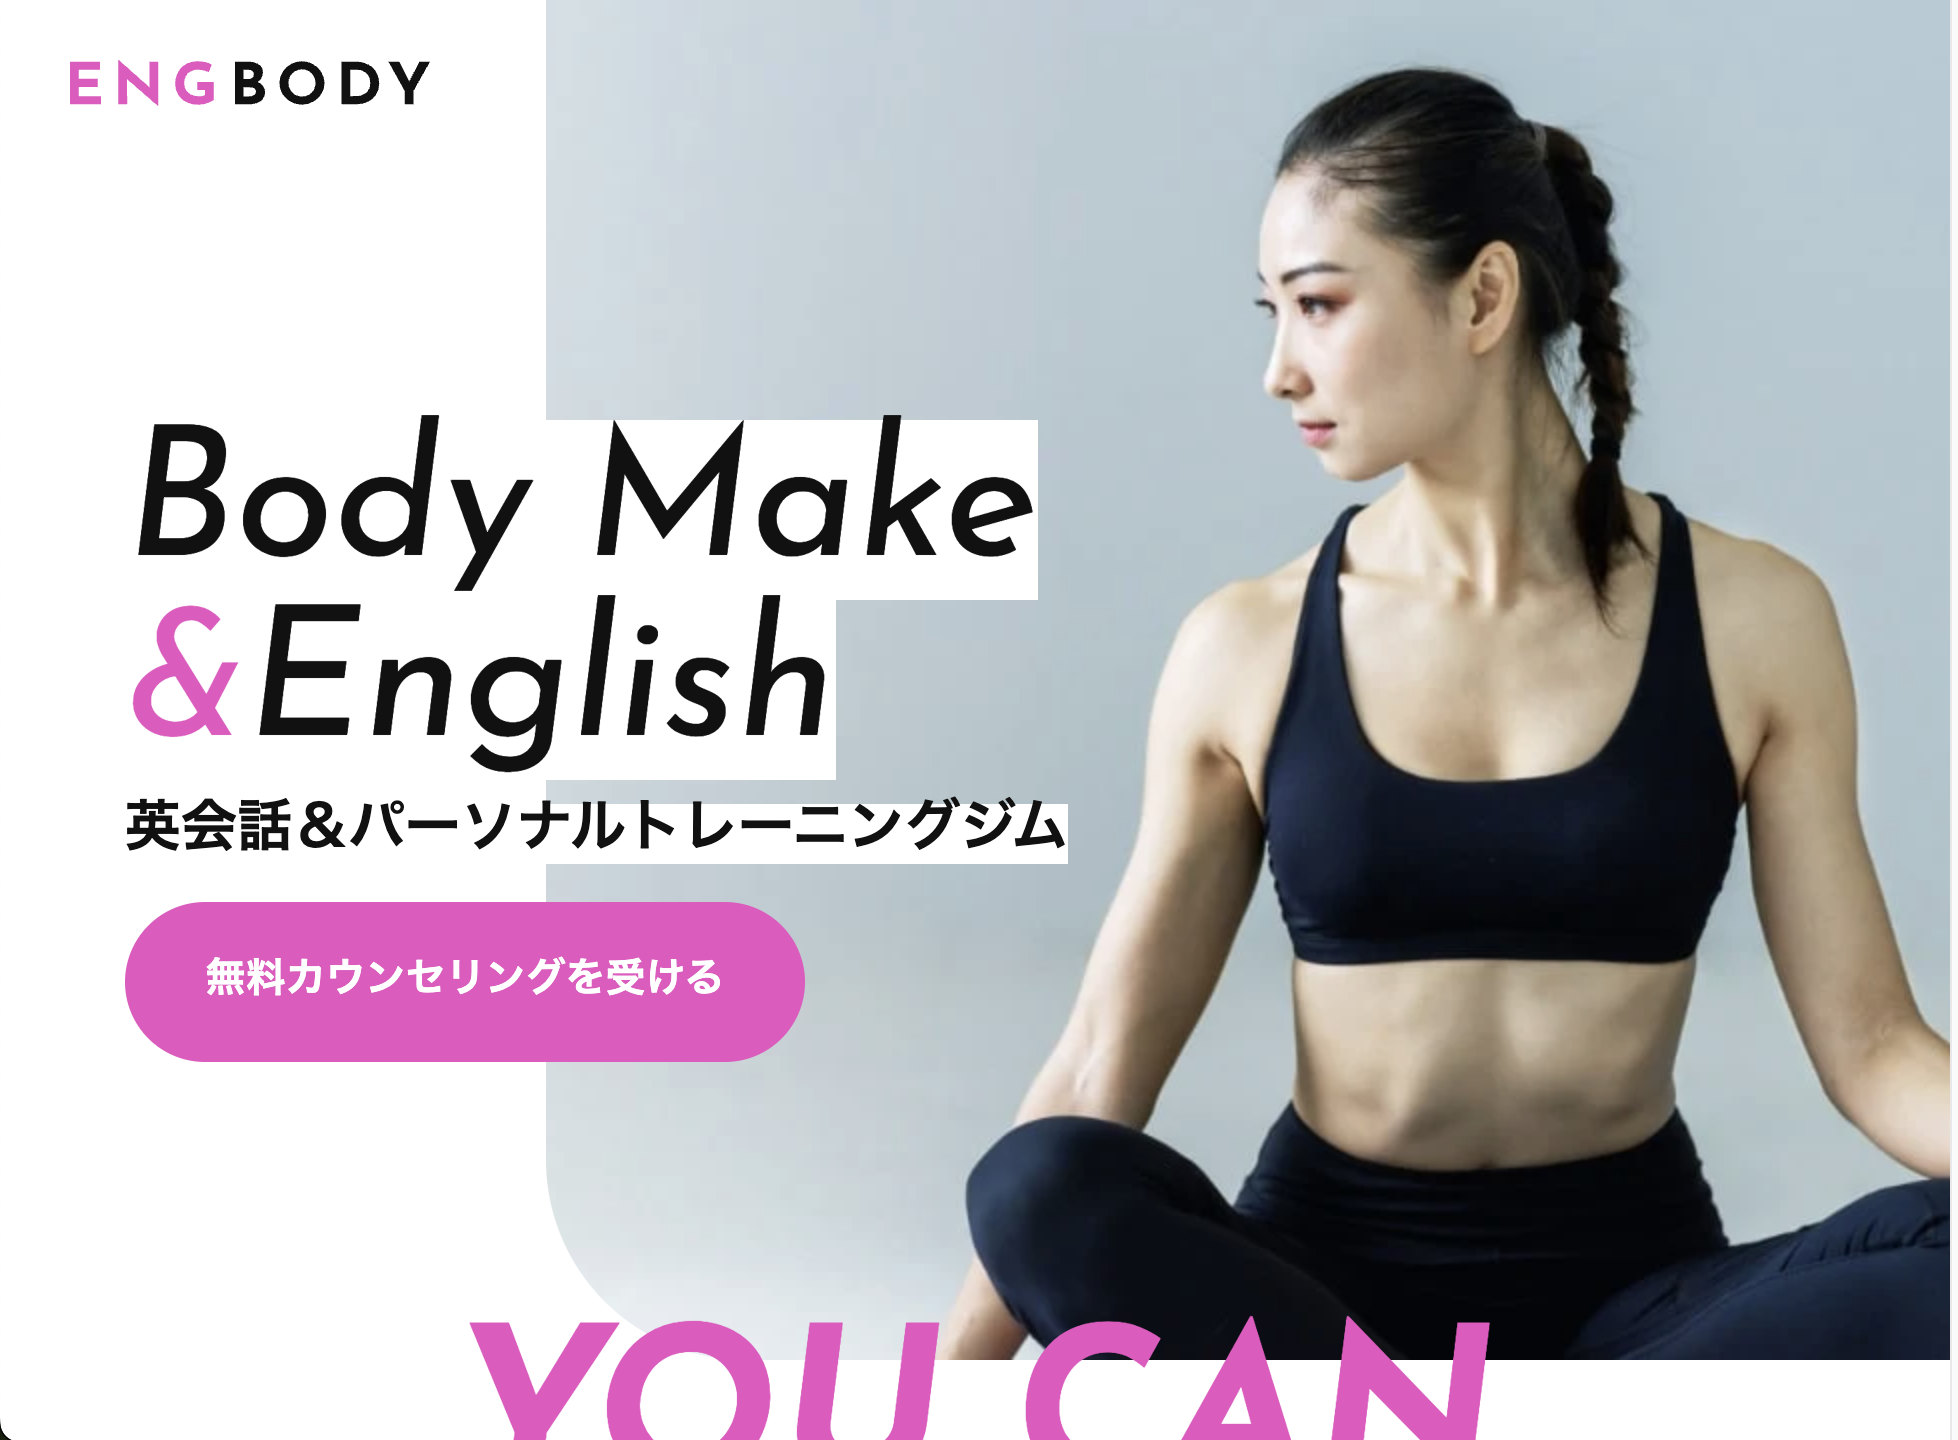 ENGBODY
Body Make
&English
英会話&パーソナルトレーニングジム
無料カウンセリングを受ける
YOU CAN